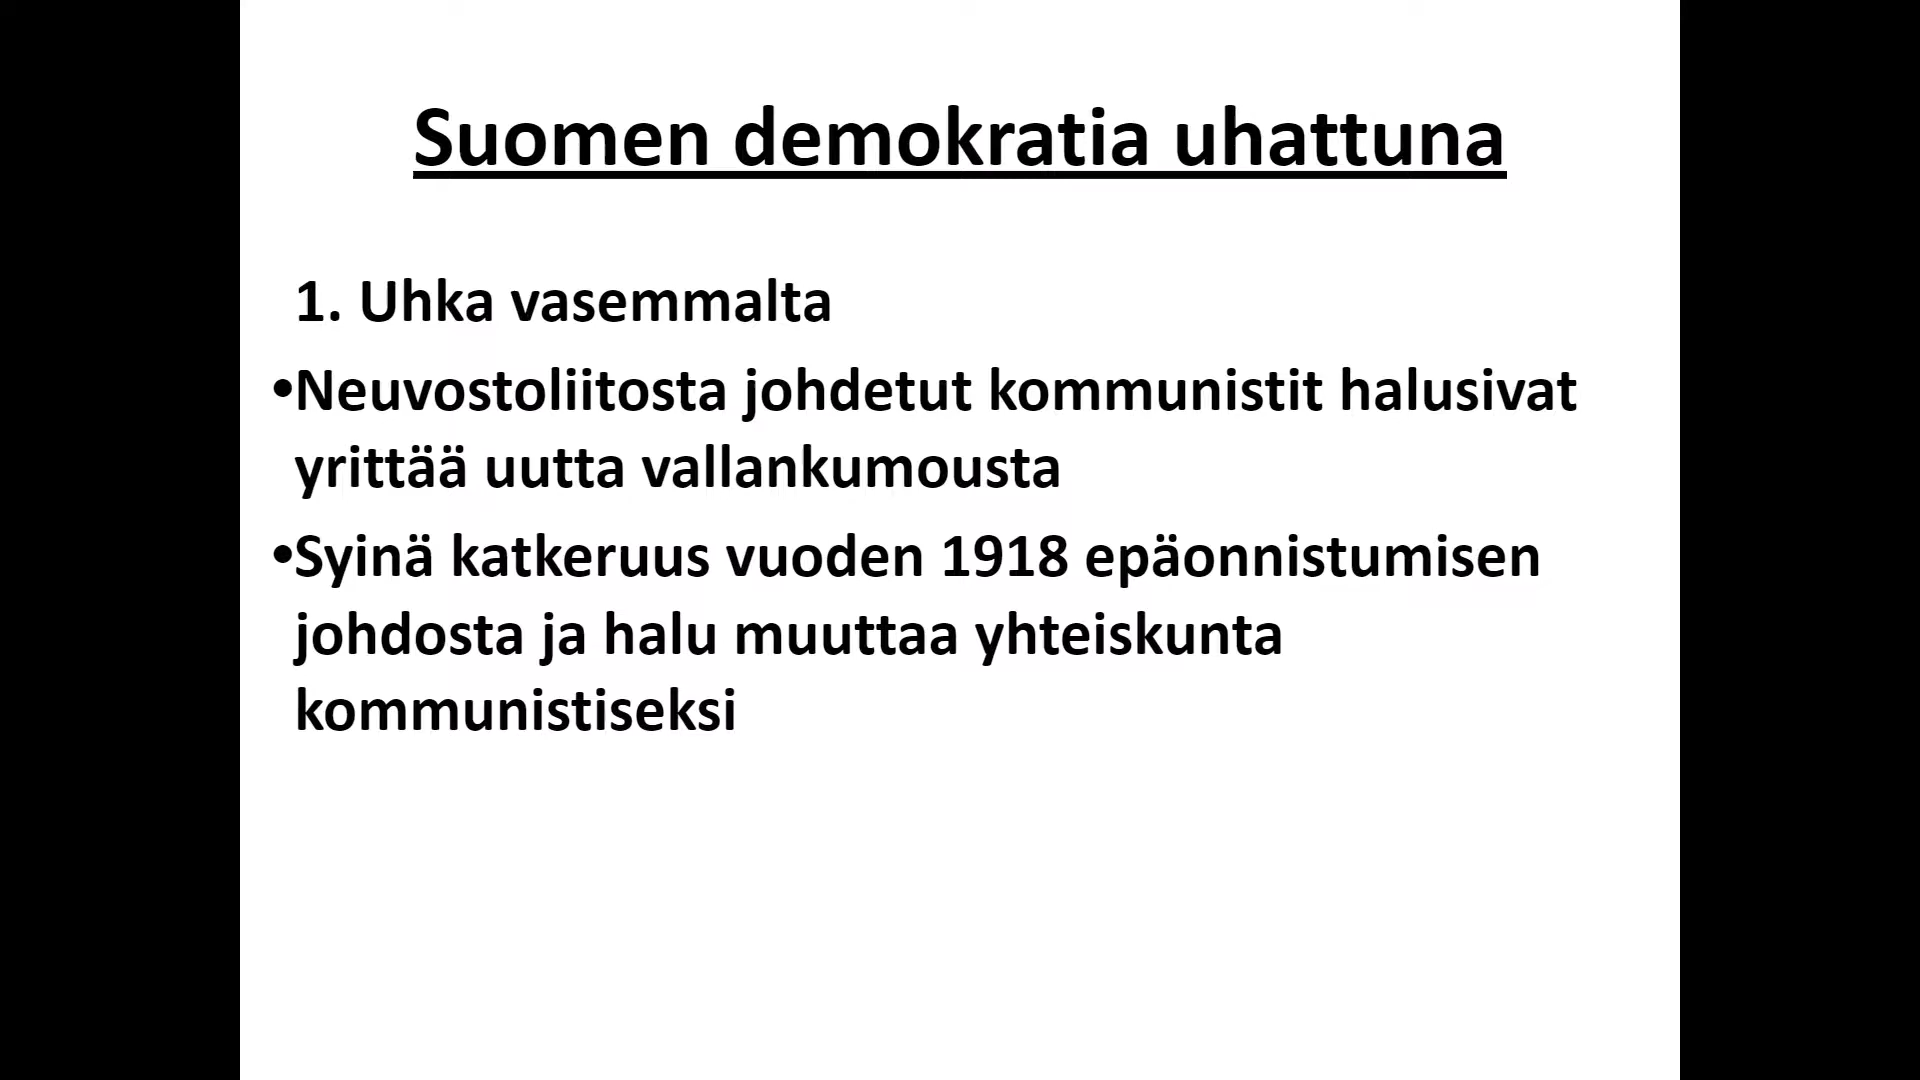 Suomen demokratia uhattuna
1. Uhka vasemmalta
•Neuvostoliitosta johdetut kommunistit halusivat
yrittää uutta vallankumousta
•Syinä katkeruus vuoden 1918 epäonnistumisen
johdosta ja halu muuttaa yhteiskunta
kommunistiseksi